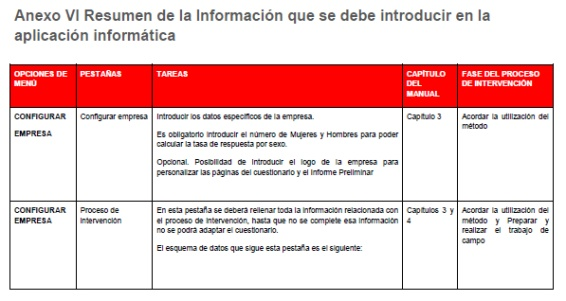 Anexo VI Resumen de la Información que se debe introducir en la
aplicación informática
OPCIONES DE MENÚ
PESTAÑAS
TAREAS
CAPÍTULO DEL MANUAL
FASE DEL PROCESO DE INTERVENCIÓN
CONFIGURAR
EMPRESA
Configurar empresa
Introducir los datos específicos de la empresa.
Es obligatorio introducir el número de Mujeres y Hombres para poder
calcular la tasa de respuesta por sexo.
Opcional. Posibilidad de Introducir el logo de la empresa para
personalizar las páginas del cuestionario y el Informe Preliminar
Capítulo 3
Acordar la utilización del
método
CONFIGURAR
EMPRESA
Proceso de
Intervención
En esta pestaña se deberá rellenar toda la información relacionada con
el proceso de intervención, hasta que no se complete esa información
no se podrá adaptar el cuestionario.
El esquema de datos que sigue esta pestaña es el siguiente:
Capítulos 3 y
4
Acordar la utilización del
método y Preparar y
realizar el trabajo de
campo